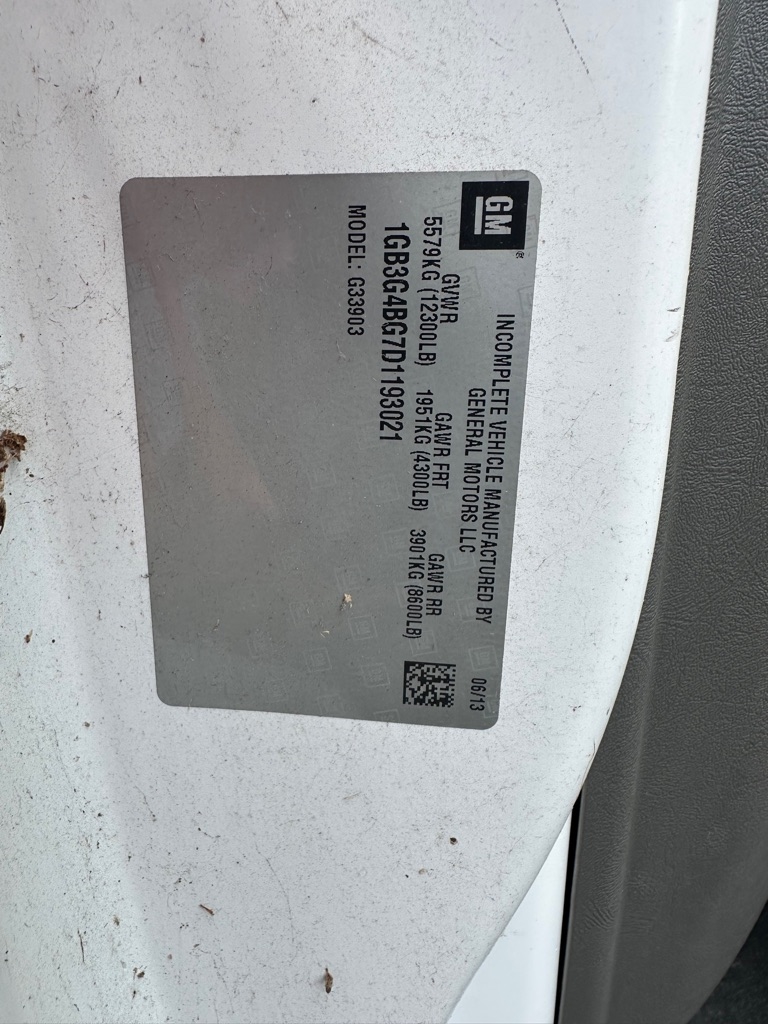 GM®
INCOMPLETE VEHICLE MANUFACTURED BY
GENERAL MOTORS LLC
06/13
GVWR GAWR FRT GAWR RR
5579KG (12300LB) 1951KG (4300LB) 3901KG (8600LB)
1GB3G4BG7D1193021
MODEL: G33903